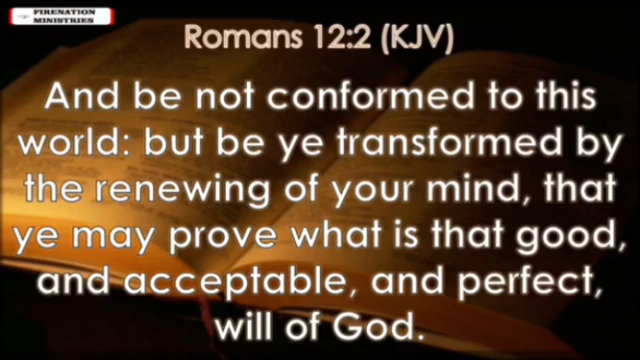 FIRENATION
MINISTRIES
Romans 12:2 (KJV)
And be not conformed to this
world: but be ye transformed by
the renewing of your mind, that
ye may prove what is that good,
and acceptable, and perfect,
will of God.